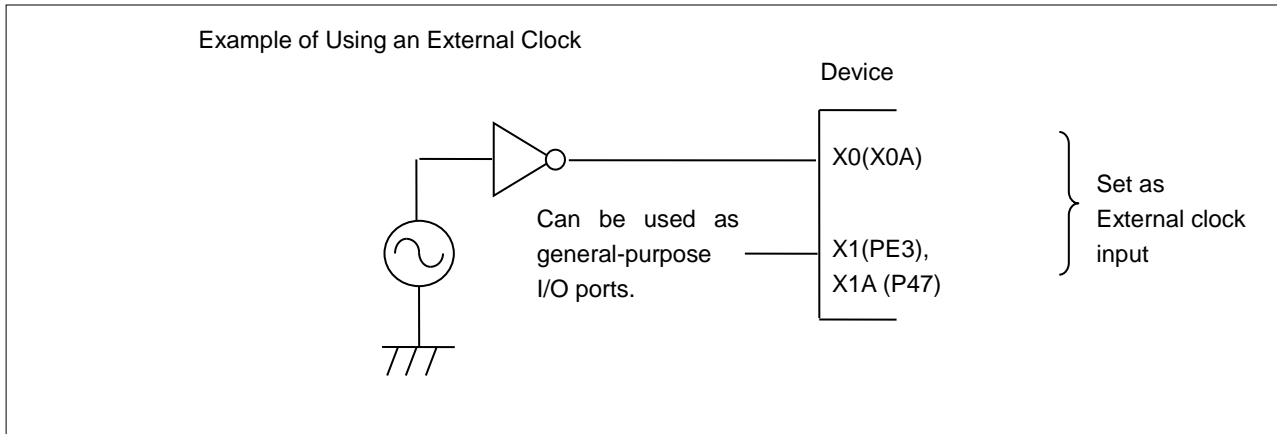 Example of Using an External Clock
Device
X0(X0A)
Can be used as
general-purpose
I/O ports.
X1(PE3),
X1A (P47)
Set as
External clock
input